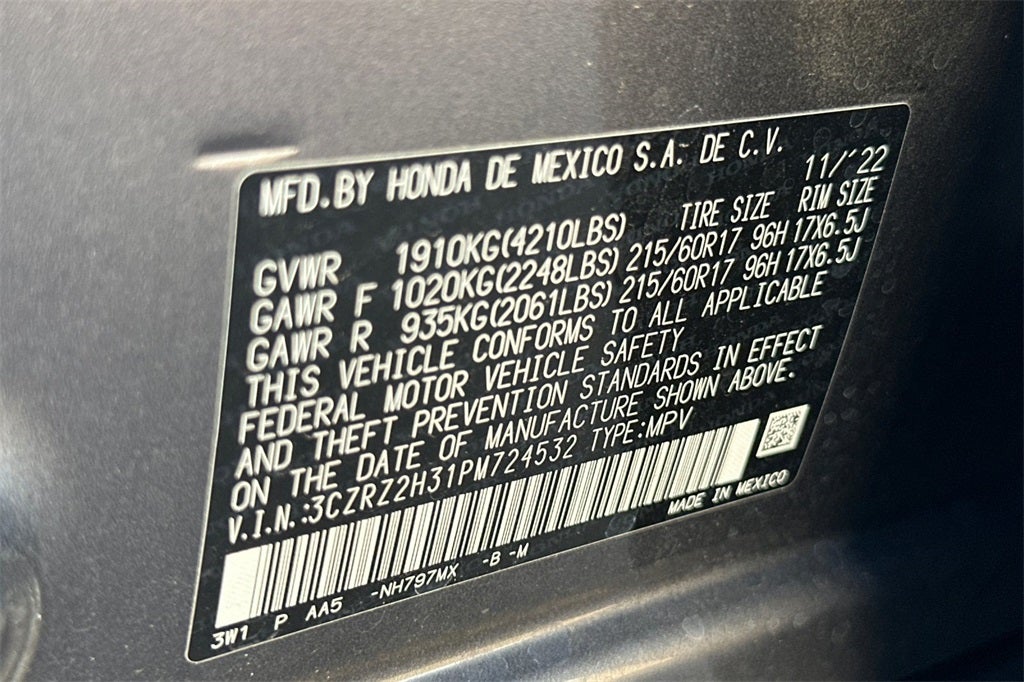 MFD.BY HONDA DE MEXICO S.A. DE C.V.
11/'22
TIRE SIZE RIM SIZE
GVWR 1910KG(4210LBS)
GAWR F 1020KG(2248LBS) 215/60R17 96H 17X6.5J
GAWR R 935KG(2061LBS) 215/60R17 96H 17X6.5J
THIS VEHICLE CONFORMS TO ALL APPLICABLE
FEDERAL MOTOR VEHICLE SAFETY
AND THEFT PREVENTION STANDARDS IN EFFECT
ON THE DATE OF MANUFACTURE SHOWN ABOVE.
V.I.N.:3CZRZ2H31PM724532 TYPE:MPV
MADE IN MEXICO
3W1 P AA5 -NH797MX -B -M